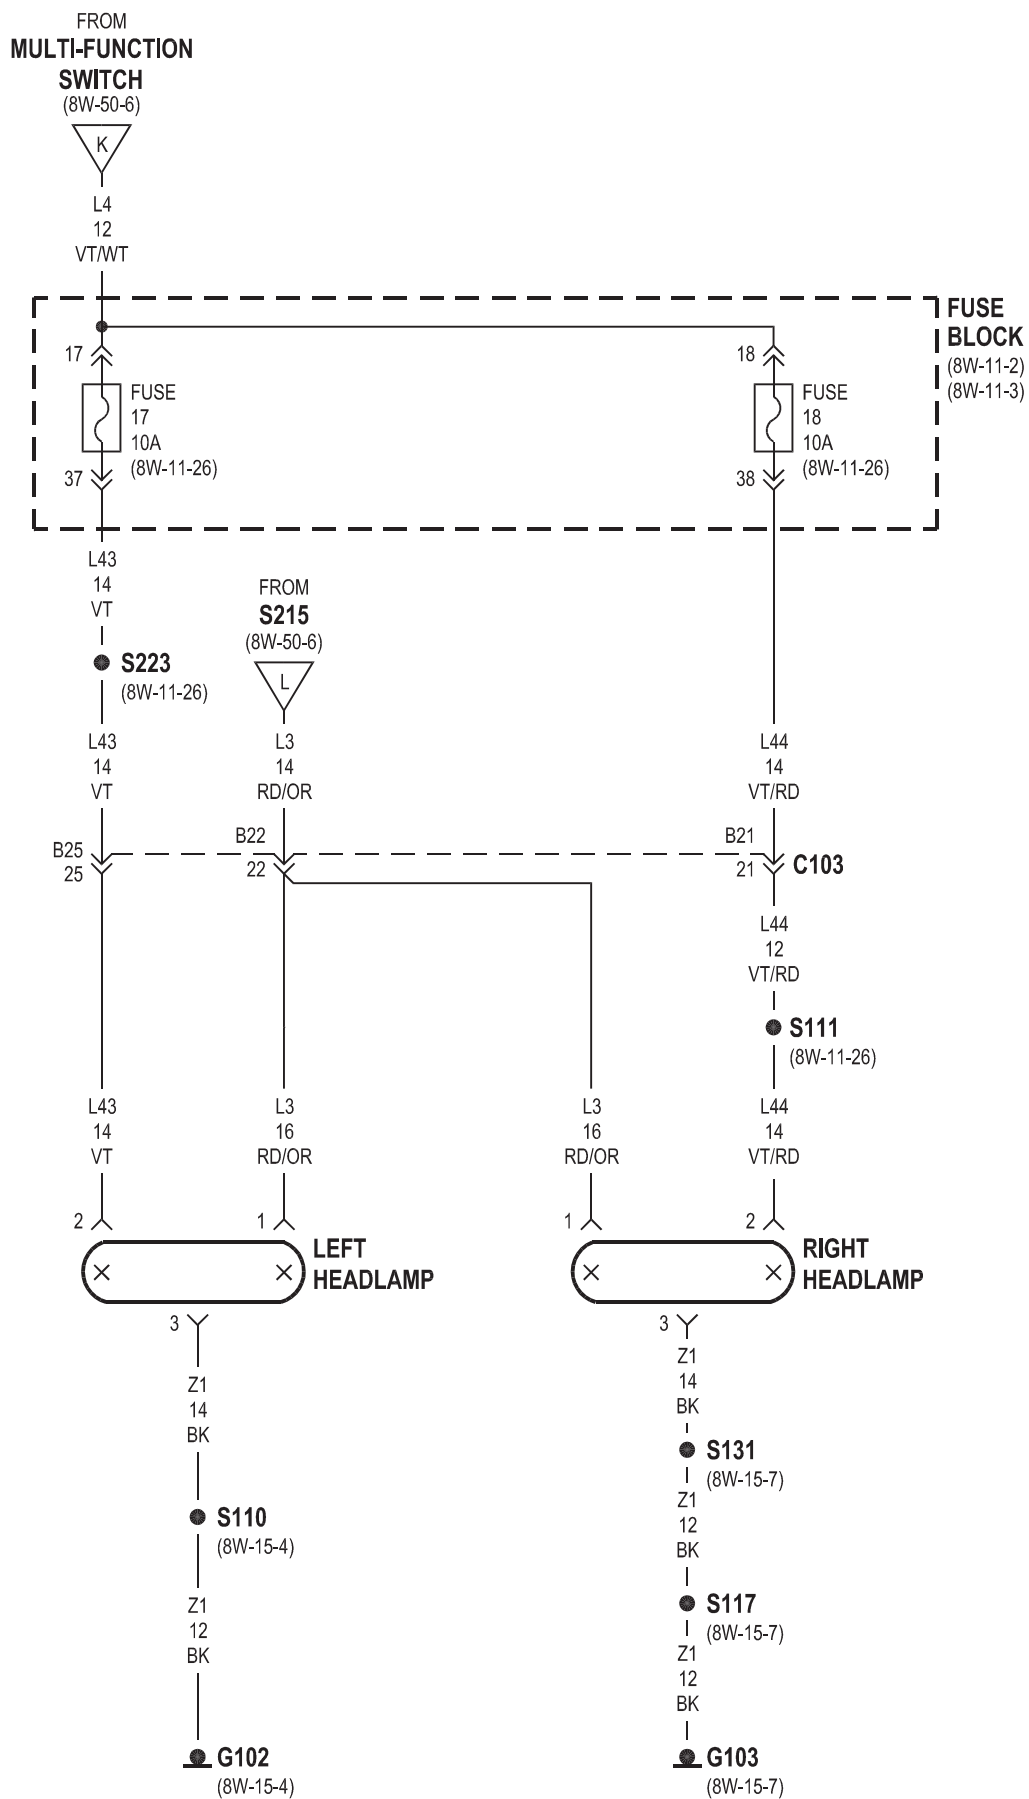 FROM
MULTI-FUNCTION
SWITCH
(8W-50-6)
K
L4
12
VT/WT
FUSE
BLOCK
(8W-11-2)
(8W-11-3)
17
FUSE
17
10A
(8W-11-26)
37
18
FUSE
18
10A
(8W-11-26)
38
L43
14
VT
S223
(8W-11-26)
FROM
S215
(8W-50-6)
L
L43
14
VT
L3
14
RD/OR
L44
14
VT/RD
B25
25
B22
22
B21
21
C103
L44
12
VT/RD
S111
(8W-11-26)
L43
14
VT
L3
16
RD/OR
L3
16
RD/OR
L44
14
VT/RD
2
1
LEFT
HEADLAMP
1
2
RIGHT
HEADLAMP
3
Z1
14
BK
S110
(8W-15-4)
Z1
12
BK
G102
(8W-15-4)
3
Z1
14
BK
S131
(8W-15-7)
Z1
12
BK
S117
(8W-15-7)
Z1
12
BK
G103
(8W-15-7)